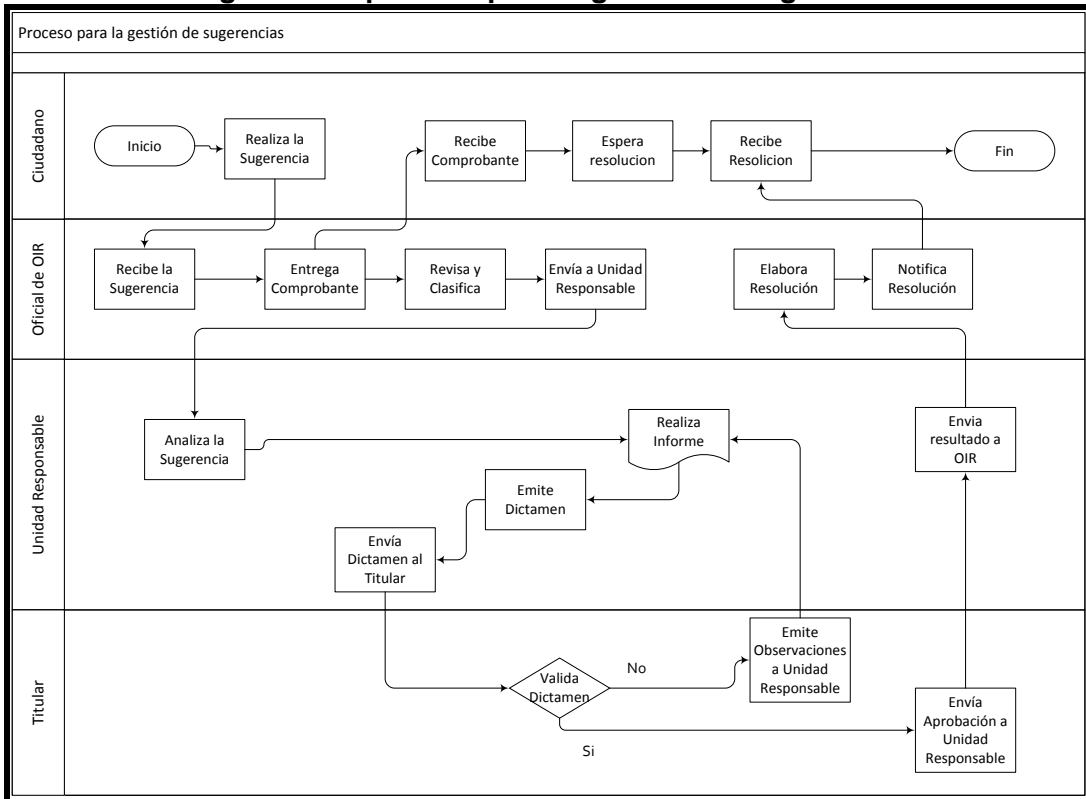 Proceso para la gestión de sugerencias
Ciudadano
Inicio
Realiza la
Sugerencia
Recibe
Comprobante
Espera
resolucion
Recibe
Resolicion
Fin
Oficial de OIR
Recibe la
Sugerencia
Entrega
Comprobante
Revisa y
Clasifica
Envía a Unidad
Responsable
Elabora
Resolución
Notifica
Resolución
Unidad Responsable
Analiza la
Sugerencia
Realiza
Informe
Envia
resultado a
OIR
Emite
Dictamen
Envía
Dictamen al
Titular
Titular
Valida
Dictamen
No
Si
Emite
Observaciones
a Unidad
Responsable
Envía
Aprobación a
Unidad
Responsable